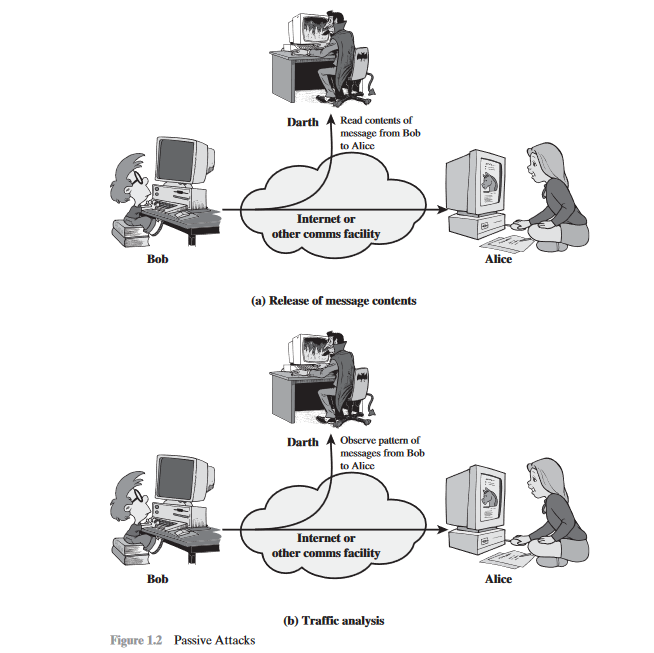 Darth
Read contents of
message from Bob
to Alice
Internet or
other comms facility
Bob
Alice
(a) Release of message contents
Darth
Observe pattern of
messages from Bob
to Alice
Internet or
other comms facility
Bob
Alice
(b) Traffic analysis
Figure 1.2 Passive Attacks